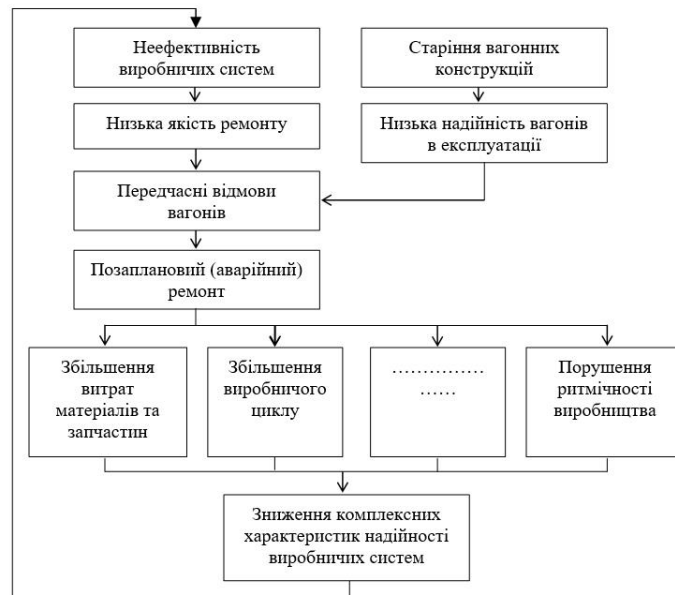 Неефективність
виробничих систем
Старіння вагонних
конструкцій
Низька якість ремонту
Низька надійність вагонів
в експлуатації
Передчасні відмови
вагонів
Позаплановий (аварійний)
ремонт
Збільшення
витрат
матеріалів та
запчастин
Збільшення
виробничого
циклу
……………
……
Порушення
ритмічності
виробництва
Зниження комплексних
характеристик надійності
виробничих систем